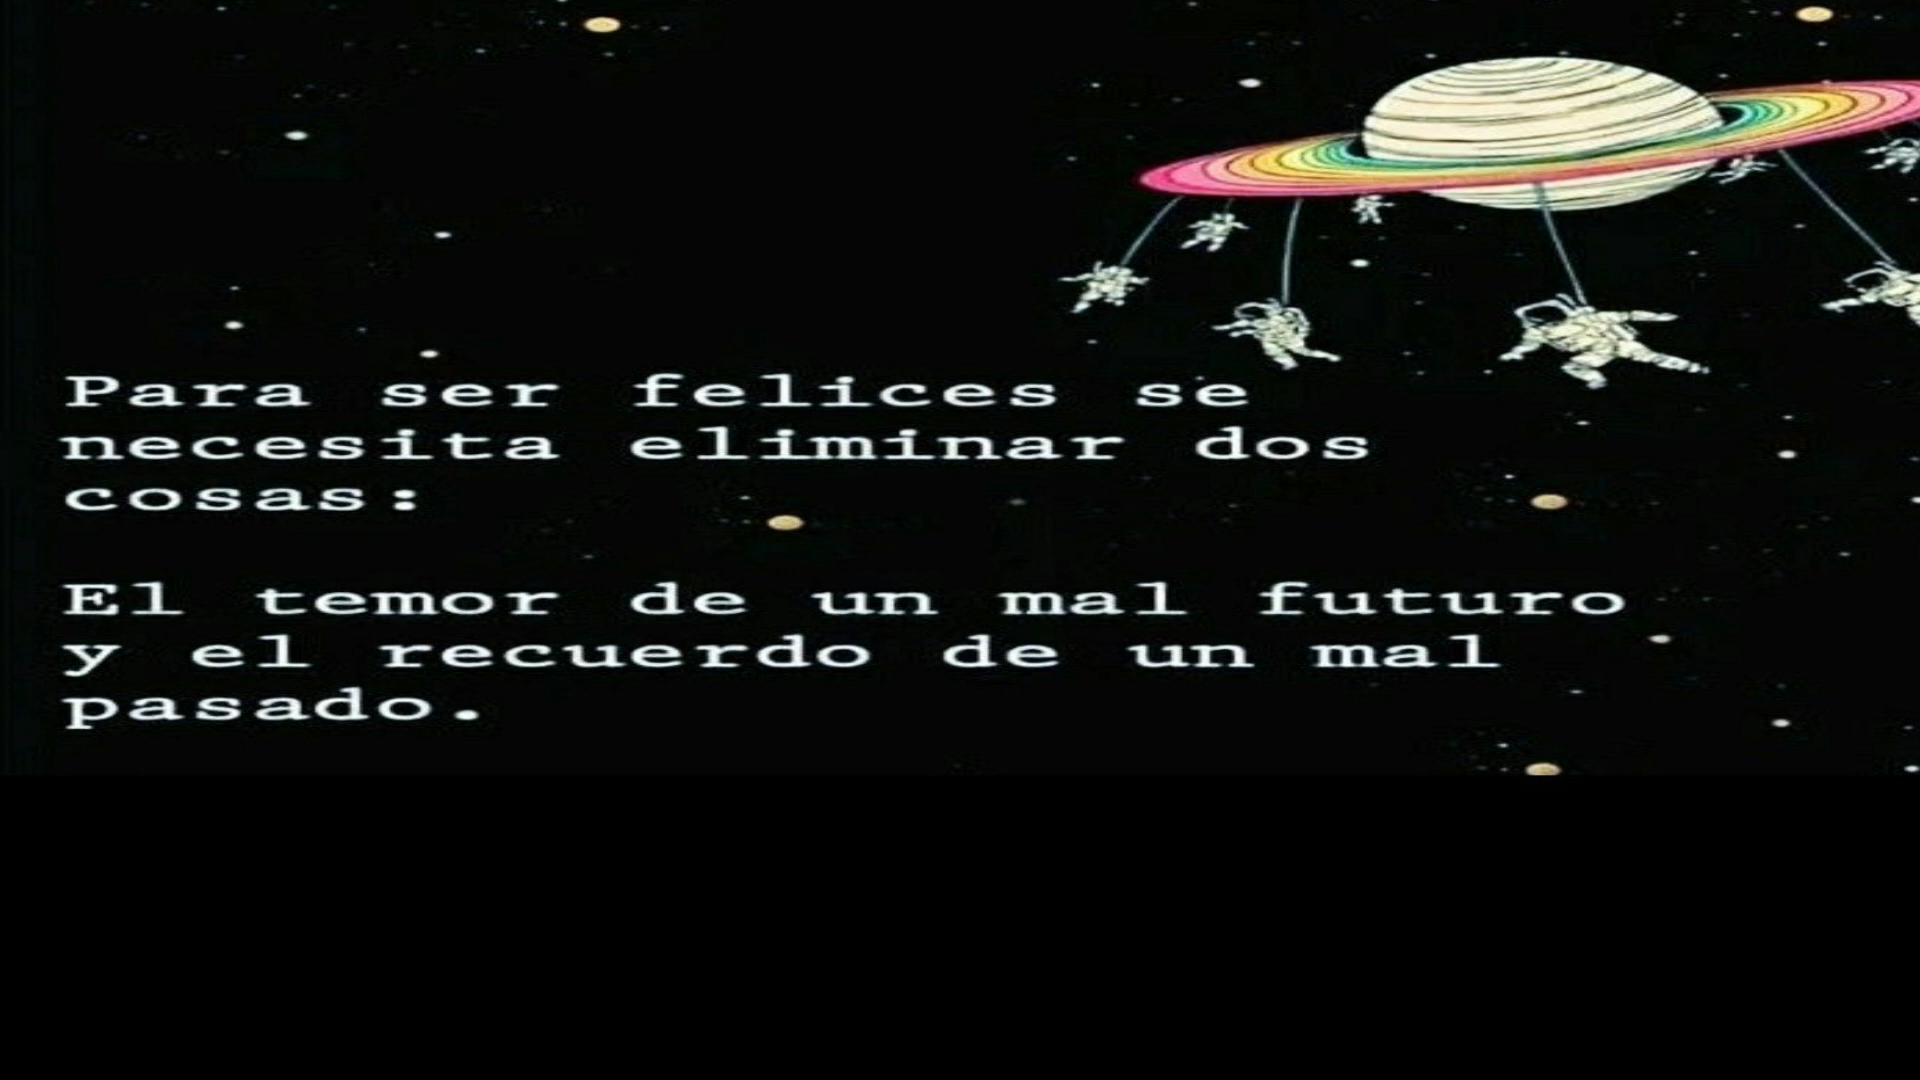 Para ser felices se
necesita eliminar dos
cosas:
El temor de un mal futuro
y el recuerdo de un mal
pasado.